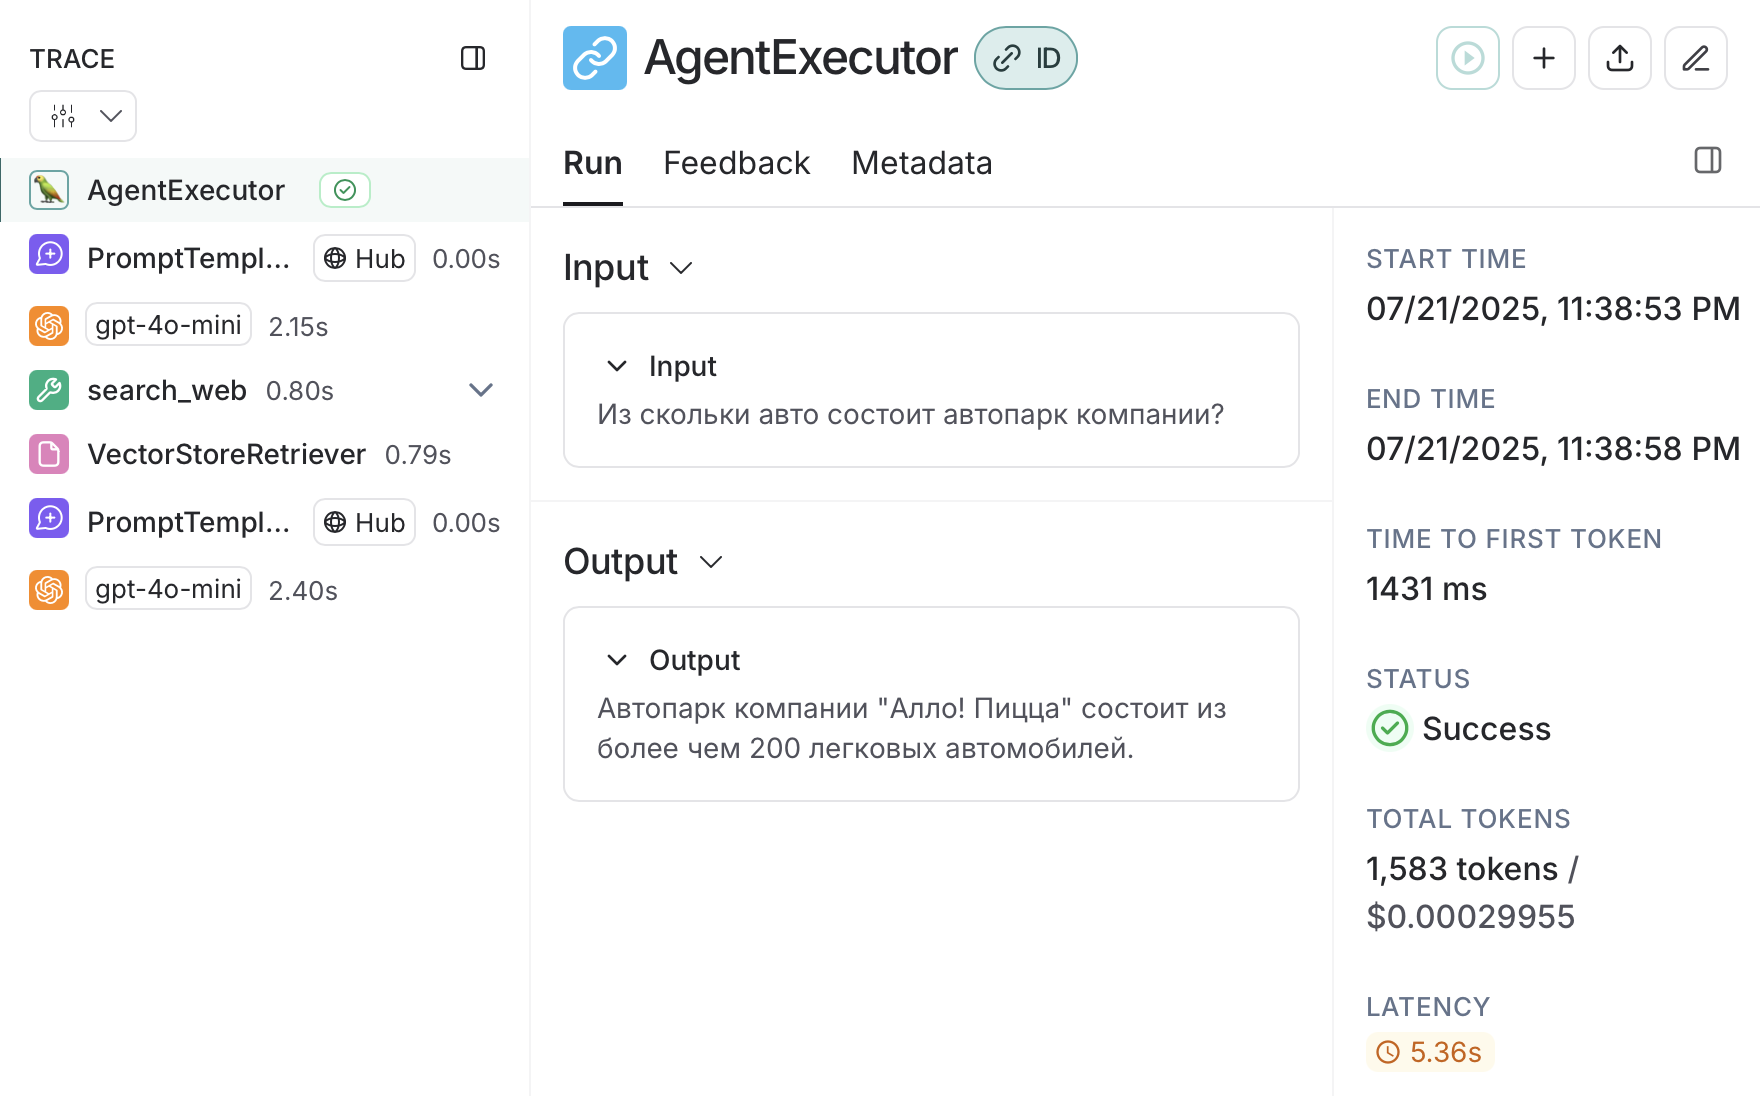 TRACE
AgentExecutor
PromptTempl... Hub 0.00s
gpt-4o-mini 2.15s
search_web 0.80s
VectorStoreRetriever 0.79s
PromptTempl... Hub 0.00s
gpt-4o-mini 2.40s
AgentExecutor ID
Run Feedback Metadata
Input
Input
Из скольки авто состоит автопарк компании?
Output
Output
Автопарк компании "Алло! Пицца" состоит из
более чем 200 легковых автомобилей.
START TIME
07/21/2025, 11:38:53 PM
END TIME
07/21/2025, 11:38:58 PM
TIME TO FIRST TOKEN
1431 ms
STATUS
Success
TOTAL TOKENS
1,583 tokens /
$0.00029955
LATENCY
5.36s